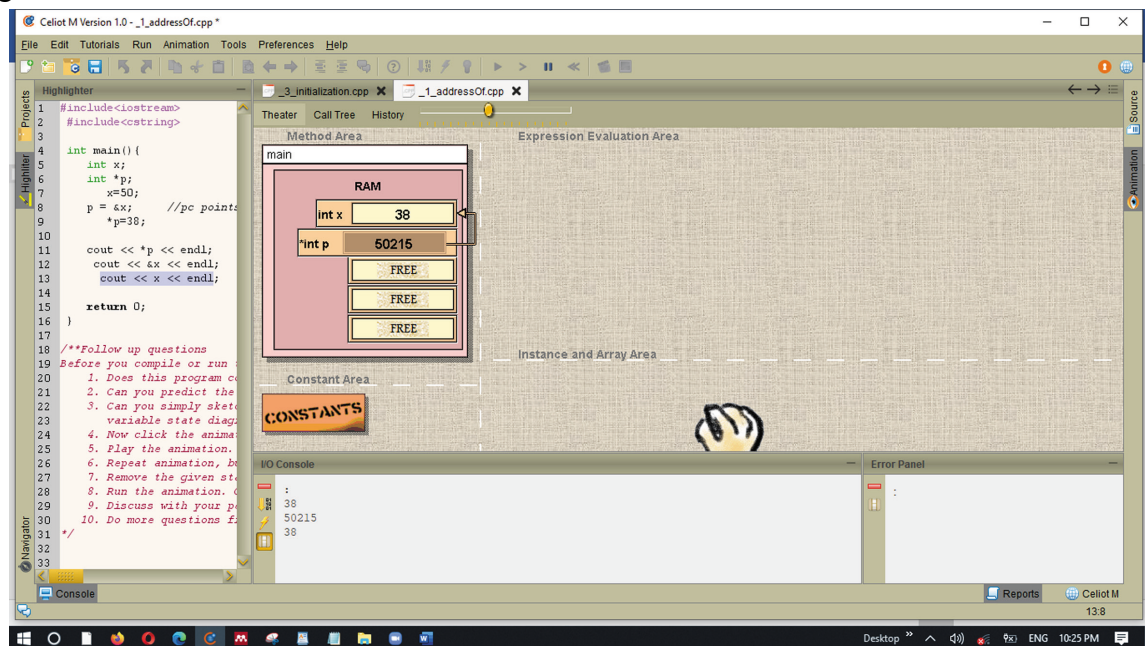 Celiot M Version 1.0 - _1_addressOf.cpp *
File Edit Tutorials Run Animation Tools Preferences Help
Highlighter
_3_initialization.cpp
_1_addressOf.cpp
Theater Call Tree History
Projects
Highliter
Navigator
1 #include<iostream>
2 #include<cstring>
3
4 int main(){
5 int x;
6 int *p;
7 x=50;
8 p = &x; //pc points
9 *p=38;
10
11 cout << *p << endl;
12 cout << &x << endl;
13 cout << x << endl;
14
15 return 0;
16 }
17
18 /**Follow up questions
19 Before you compile or run
20 1. Does this program
21 2. Can you predict the
22 3. Can you simply
23 variable state
24 4. Now click the
25 5. Play the animation.
26 6. Repeat animation,
27 7. Remove the given
28 8. Run the animation.
29 9. Discuss with your
30 10. Do more questions
31 */
32
33
Method Area
main
RAM
int x 38
*int p 50215
FREE
FREE
FREE
Constant Area
CONSTANTS
Expression Evaluation Area
Instance and Array Area
Source
Animation
I/O Console
:
38
50215
38
Error Panel
:
Console
Reports
Celiot M
13:8
Desktop
ENG 10:25 PM